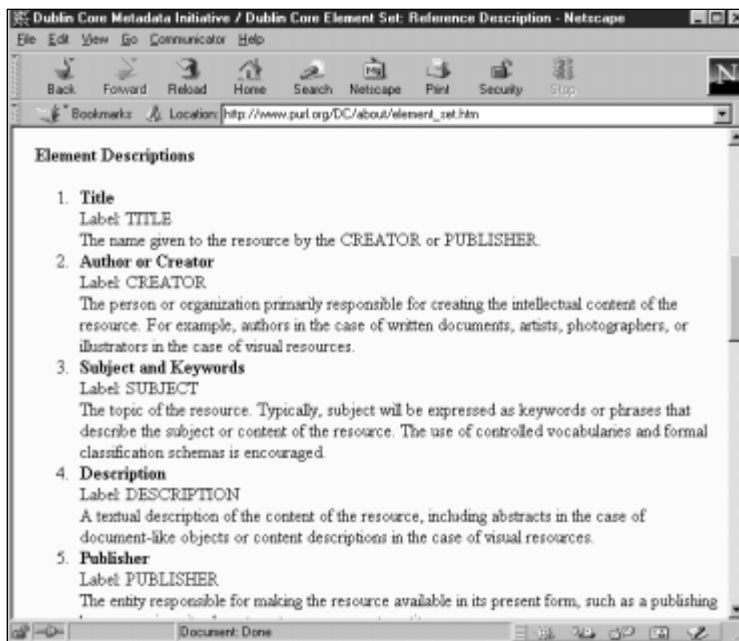 Dublin Core Metadata Initiative / Dublin Core Element Set: Reference Description - Netscape
File Edit View Go Communicator Help
Back Forward Reload Home Search Netscape Print Security Stop
Bookmarks Location: http://www.purl.org/DC/about/element_set.htm
Element Descriptions
1. Title
Label: TITLE
The name given to the resource by the CREATOR or PUBLISHER.
2. Author or Creator
Label: CREATOR
The person or organization primarily responsible for creating the intellectual content of the
resource. For example, authors in the case of written documents, artists, photographers, or
illustrators in the case of visual resources.
3. Subject and Keywords
Label: SUBJECT
The topic of the resource. Typically, subject will be expressed as keywords or phrases that
describe the subject or content of the resource. The use of controlled vocabularies and formal
classification schemas is encouraged.
4. Description
Label: DESCRIPTION
A textual description of the content of the resource, including abstracts in the case of
document-like objects or content descriptions in the case of visual resources.
5. Publisher
Label: PUBLISHER
The entity responsible for making the resource available in its present form, such as a publishing
Document: Done